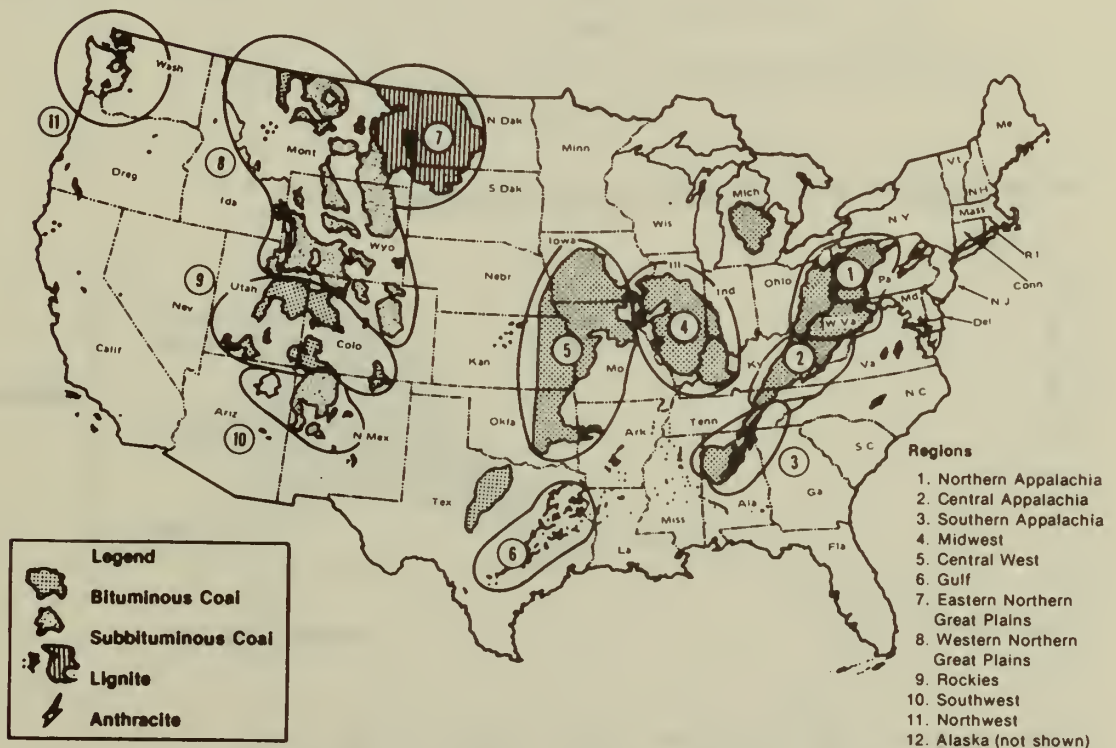 Wash
N Dak
Mont
Minn
Me
Oreg
Ida
S Dak
Wis
Mich
Vt
NH
N Y
Mass
R I
Conn
Wyo
Nebr
Iowa
Ill
Ind
Ohio
Pa
N J
Md
Del
Nev
Utah
Colo
Kan
Mo
Ky
W Va
Va
Calif
Ariz
N Mex
Okla
Ark
Tenn
N C
S C
Tex
La
Miss
Ala
Ga
Fla
11
8
7
9
10
5
4
1
2
3
6
Legend
Bituminous Coal
Subbituminous Coal
Lignite
Anthracite
Regions
1. Northern Appalachia
2. Central Appalachia
3. Southern Appalachia
4. Midwest
5. Central West
6. Gulf
7. Eastern Northern
Great Plains
8. Western Northern
Great Plains
9. Rockies
10. Southwest
11. Northwest
12. Alaska (not shown)